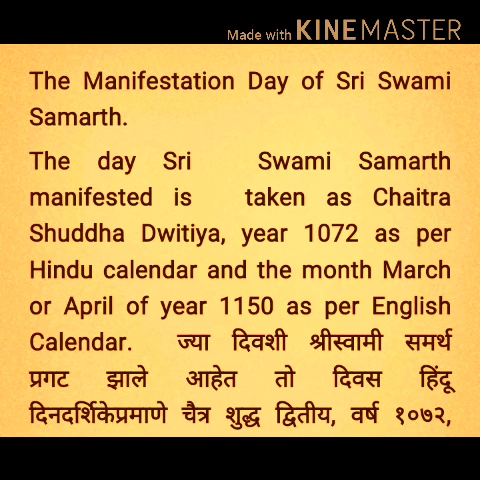 Made with KINEMASTER
The Manifestation Day of Sri Swami
Samarth.
The day Sri Swami Samarth
manifested is taken as Chaitra
Shuddha Dwitiya, year 1072 as per
Hindu calendar and the month March
or April of year 1150 as per English
Calendar. ज्या दिवशी श्रीस्वामी समर्थ
प्रगट झाले आहेत तो दिवस हिंदू
दिनदर्शिकेप्रमाणे चैत्र शुद्ध द्वितीय, वर्ष १०७२,